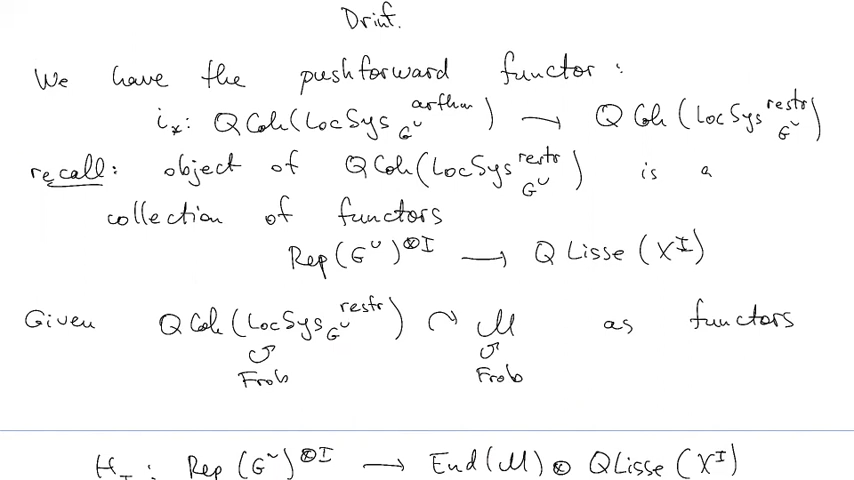 Drinf.
We have the pushforward functor :
i_*: QCoh(LocSys_{G^∨}^{arthm}) → QCoh(LocSys_{G^∨}^{restr})
recall: object of QCoh(LocSys_{G^∨}^{restr}) is a
collection of functors
Rep(G^∨)^{⊗I} → QLisse(X^I)
Given QCoh(LocSys_{G^∨}^{restr}) ↷ M as functors
Frob Frob
H_I: Rep(G^∨)^{⊗I} → End(M) ⊗ QLisse(X^I)